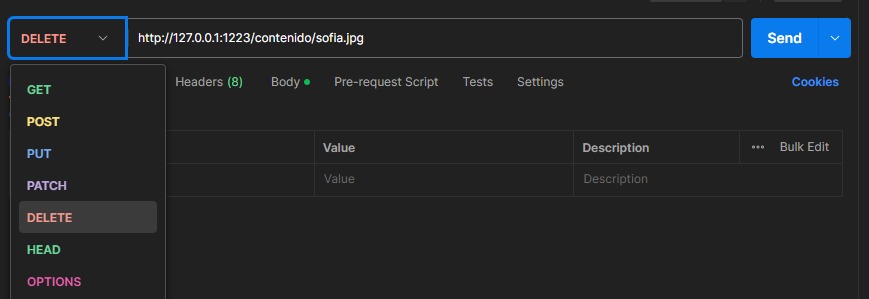 DELETE http://127.0.0.1:1223/contenido/sofia.jpg Send
GET Headers (8) Body Pre-request Script Tests Settings Cookies
POST
PUT Value Description ••• Bulk Edit
PATCH Value Description
DELETE
HEAD
OPTIONS